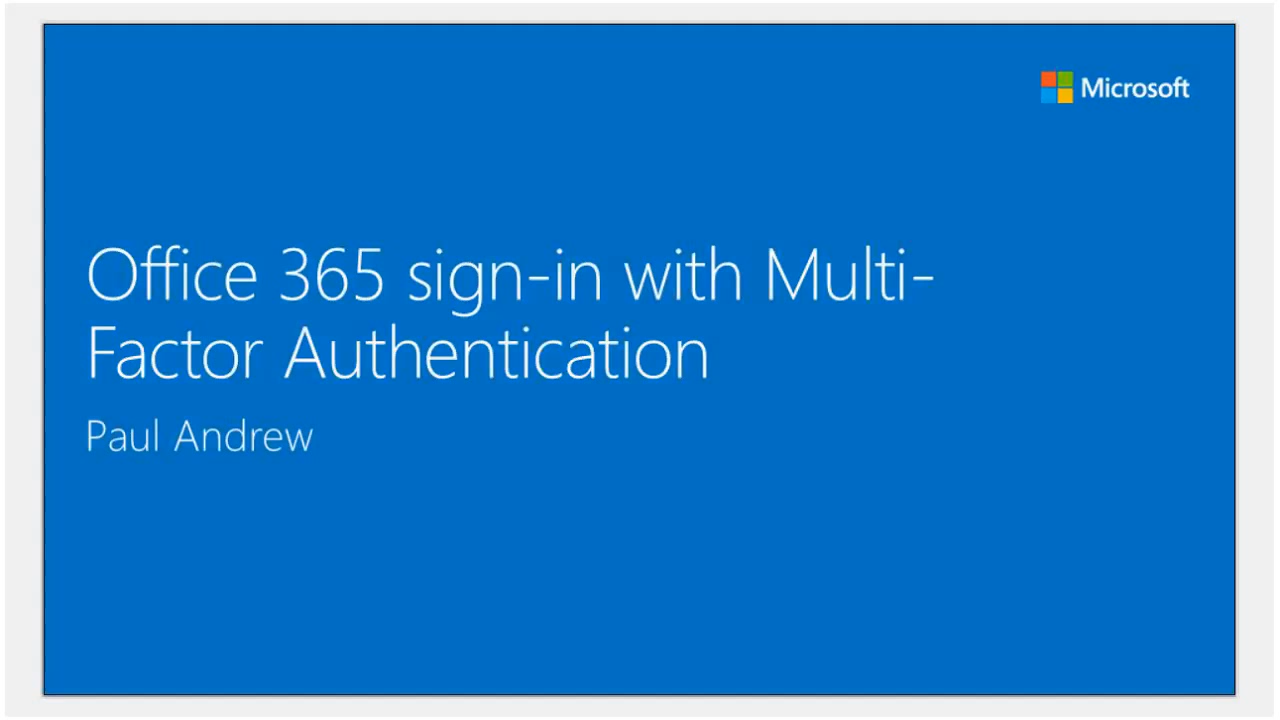 Microsoft
Office 365 sign-in with Multi-
Factor Authentication
Paul Andrew